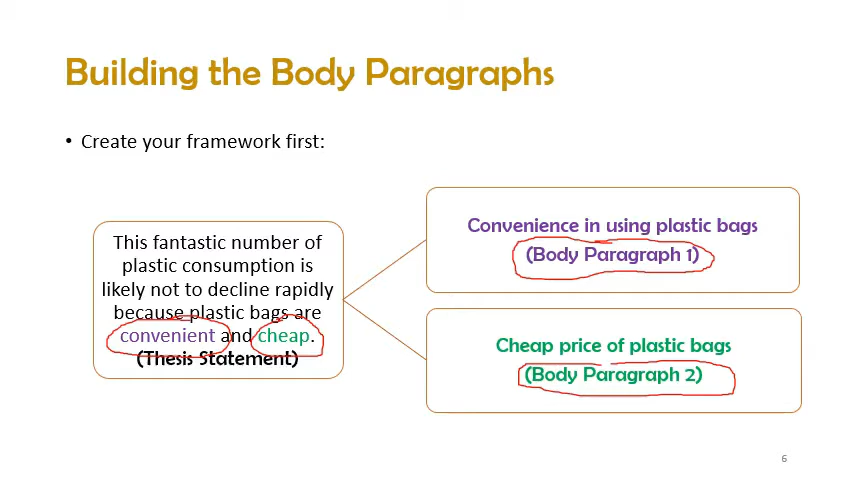 Building the Body Paragraphs
• Create your framework first:
This fantastic number of
plastic consumption is
likely not to decline rapidly
because plastic bags are
convenient and cheap.
(Thesis Statement)
Convenience in using plastic bags
(Body Paragraph 1)
Cheap price of plastic bags
(Body Paragraph 2)
6